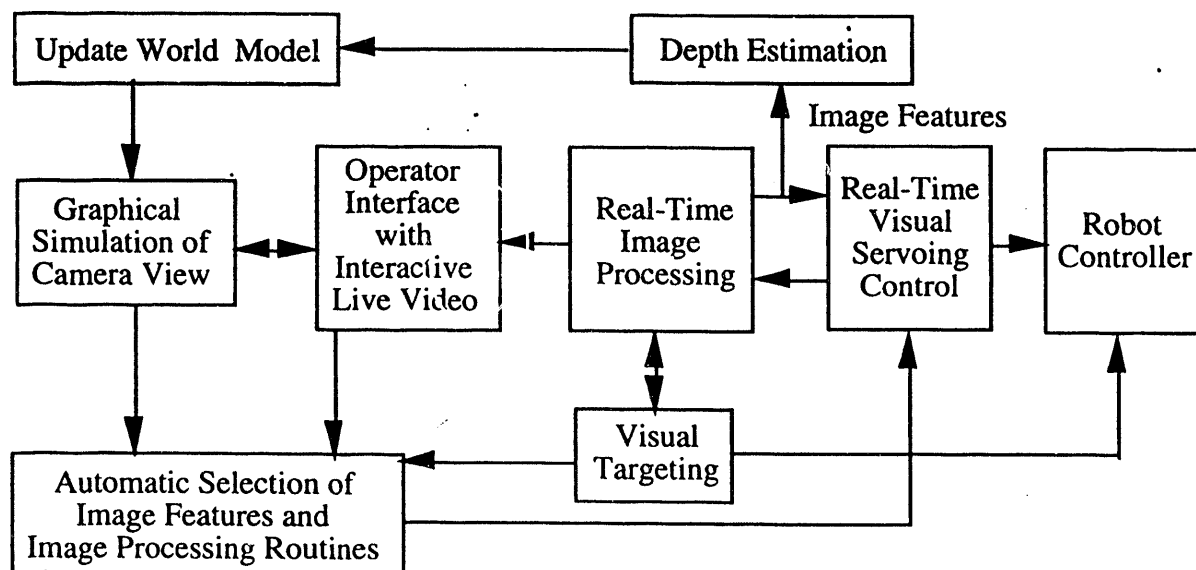 Update World Model
Depth Estimation
Image Features
Graphical
Simulation of
Camera View
Operator
Interface
with
Interactive
Live Video
Real-Time
Image
Processing
Real-Time
Visual
Servoing
Control
Robot
Controller
Visual
Targeting
Automatic Selection of
Image Features and
Image Processing Routines